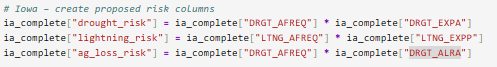 # Iowa – create proposed risk columns
ia_complete["drought_risk"] = ia_complete["DRGT_AFREQ"] * ia_complete["DRGT_EXPA"]
ia_complete["lightning_risk"] = ia_complete["LTNG_AFREQ"] * ia_complete["LTNG_EXPP"]
ia_complete["ag_loss_risk"] = ia_complete["DRGT_AFREQ"] * ia_complete["DRGT_ALRA"]